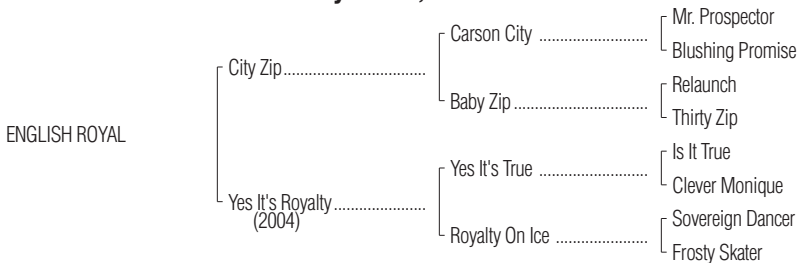 Mr. Prospector
Carson City ......................
Blushing Promise
City Zip.............................
Relaunch
Baby Zip...........................
Thirty Zip
ENGLISH ROYAL
Is It True
Yes It's True ......................
Clever Monique
Yes It's Royalty ...................
(2004)
Sovereign Dancer
Royalty On Ice ...................
Frosty Skater